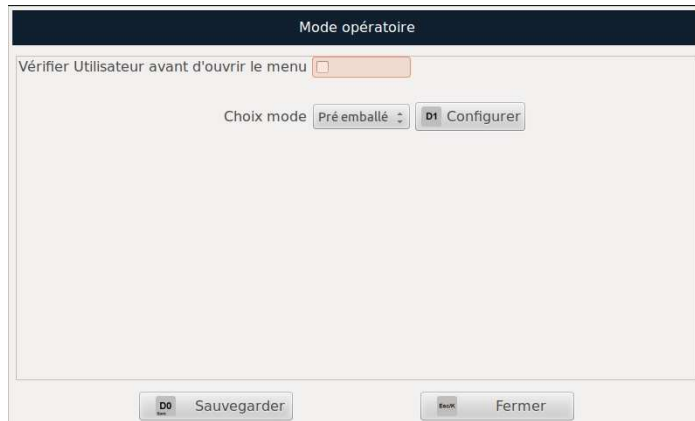 Mode opératoire
Vérifier Utilisateur avant d'ouvrir le menu
Choix mode Pré emballé D1 Configurer
D0 Sauvegarder Fermer